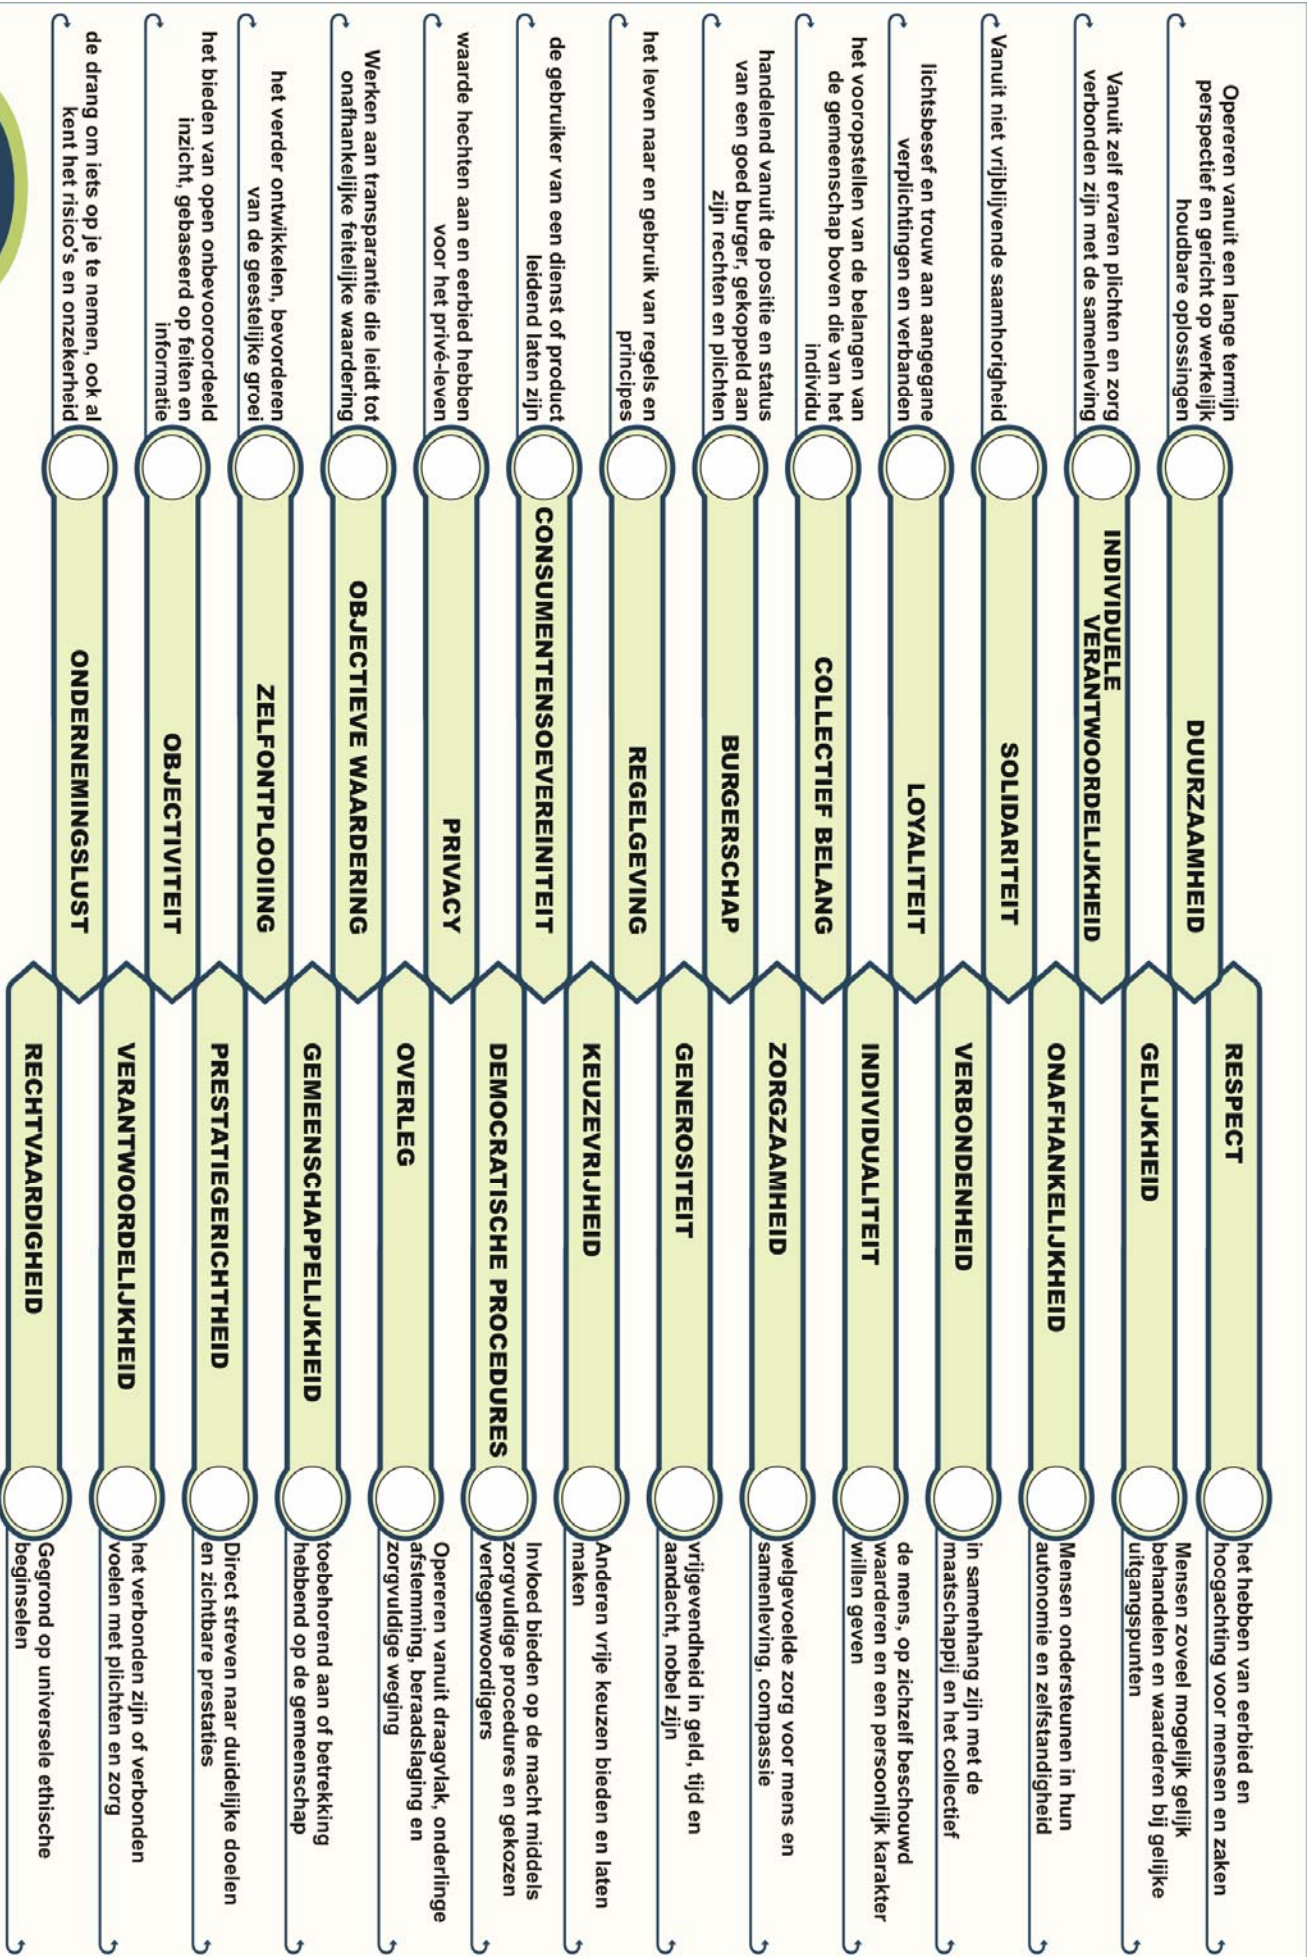 Opereren vanuit een lange termijn
perspectief en gericht op werkelijk
houdbare oplossingen
DUURZAAMHEID
RESPECT
het hebben van eerbied en
hoogachting voor mensen en zaken
Vanuit zelf ervaren plichten en zorg
verbonden zijn met de samenleving
INDIVIDUELE
VERANTWOORDELIJKHEID
GELIJKHEID
Mensen zoveel mogelijk gelijk
behandelen en waarderen bij gelijke
uitgangspunten
Vanuit niet vrijblijvende saamhorigheid
SOLIDARITEIT
ONAFHANKELIJKHEID
Mensen ondersteunen in hun
autonomie en zelfstandigheid
lichtsbesef en trouw aan aangegane
verplichtingen en verbanden
LOYALITEIT
VERBONDENHEID
in samenhang zijn met de
maatschappij en het collectief
het vooropstellen van de belangen van
de gemeenschap boven die van het
individu
COLLECTIEF BELANG
INDIVIDUALITEIT
de mens, op zichzelf beschouwd
waarderen en een persoonlijk karakter
willen geven
handelend vanuit de positie en status
van een goed burger, gekoppeld aan
zijn rechten en plichten
BURGERSCHAP
ZORGZAAMHEID
welgevoelde zorg voor mens en
samenleving, compassie
het leven naar en gebruik van regels en
principes
REGELGEVING
GENEROSITEIT
vrijgevendheid in geld, tijd en
aandacht, nobel zijn
de gebruiker van een dienst of product
leidend laten zijn
CONSUMENTENSOEVEREINITEIT
KEUZEVRIJHEID
Anderen vrije keuzen bieden en laten
maken
waarde hechten aan en eerbied hebben
voor het privé-leven
PRIVACY
DEMOCRATISCHE PROCEDURES
Invloed bieden op de macht middels
zorgvuldige procedures en gekozen
verlegenwoordigers
Werken aan transparantie die leidt tot
onafhankelijke feitelijke waardering
OBJECTIEVE WAARDERING
OVERLEG
Opereren vanuit draagvlak, onderlinge
afstemming, beraadslaging en
zorgvuldige weging
het verder ontwikkelen, bevorderen
van de geestelijke groei
ZELFONTPLOOIING
GEMEENSCHAPPELIJKHEID
toebehorend aan of betrekking
hebbend op de gemeenschap
het bieden van open onbevooroordeeld
inzicht, gebaseerd op feiten en
informatie
OBJECTIVITEIT
PRESTATIEGERICHTHEID
Direct streven naar duidelijke doelen
en zichtbare prestaties
de drang om iets op je te nemen, ook al
kent het risico's en onzekerheid
ONDERNEMINGSLUST
VERANTWOORDELIJKHEID
het verbonden zijn of verbonden
voelen met plichten en zorg
RECHTVAARDIGHEID
Gegrond op universele ethische
beginselen